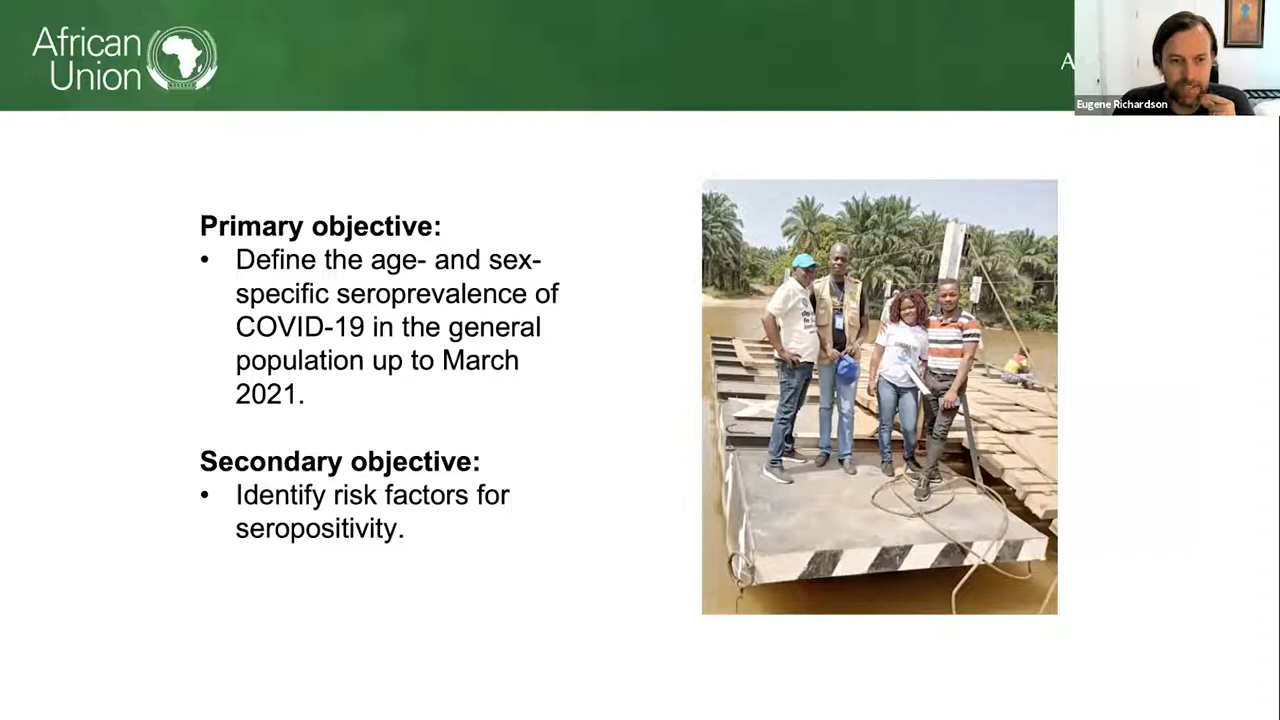 African
Union
A
Eugene Richardson
Primary objective:
• Define the age- and sex-
specific seroprevalence of
COVID-19 in the general
population up to March
2021.
Secondary objective:
• Identify risk factors for
seropositivity.